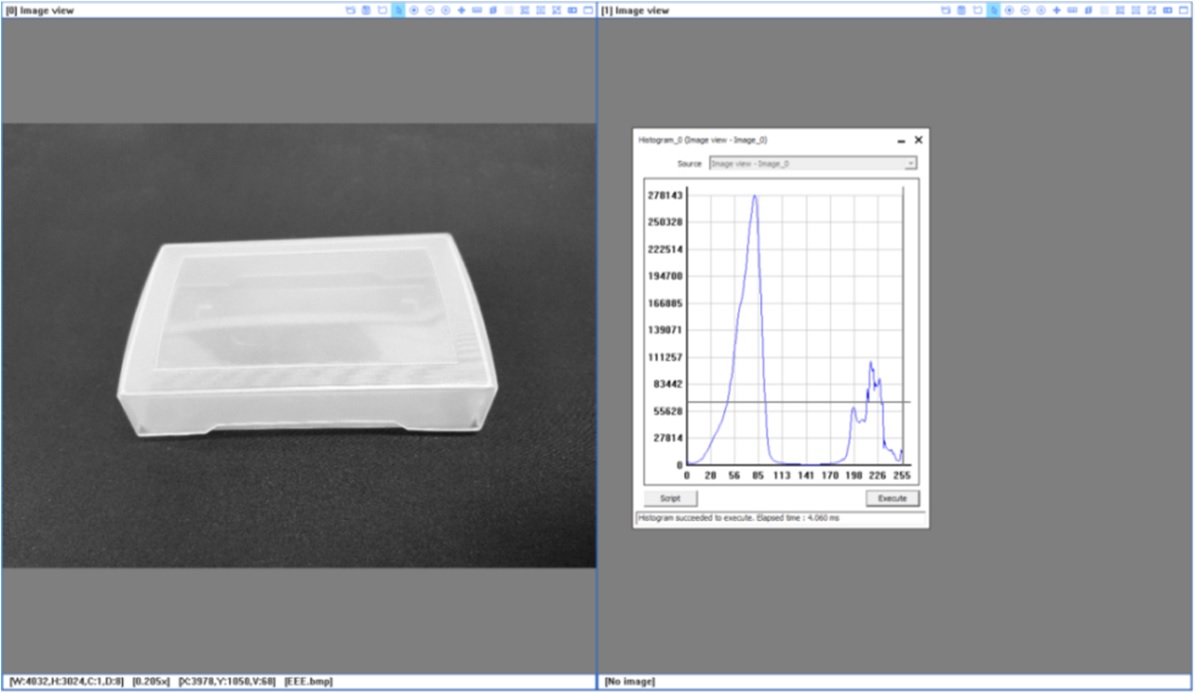 [0] Image view
[1] Image view
Histogram_0 (Image view - Image_0)
Source
Image view - Image_0
278143
250328
222514
194700
166885
139071
111257
83442
55628
27814
0
0 28 56 85 113 141 170 198 226 255
Script
Execute
Histogram succeeded to execute. Elapsed time : 4.060 ms
[W:4032,H:3024,C:1,D:8] [0.205x] [X:3978,Y:1050,V:68] [EEE.bmp]
[No image]